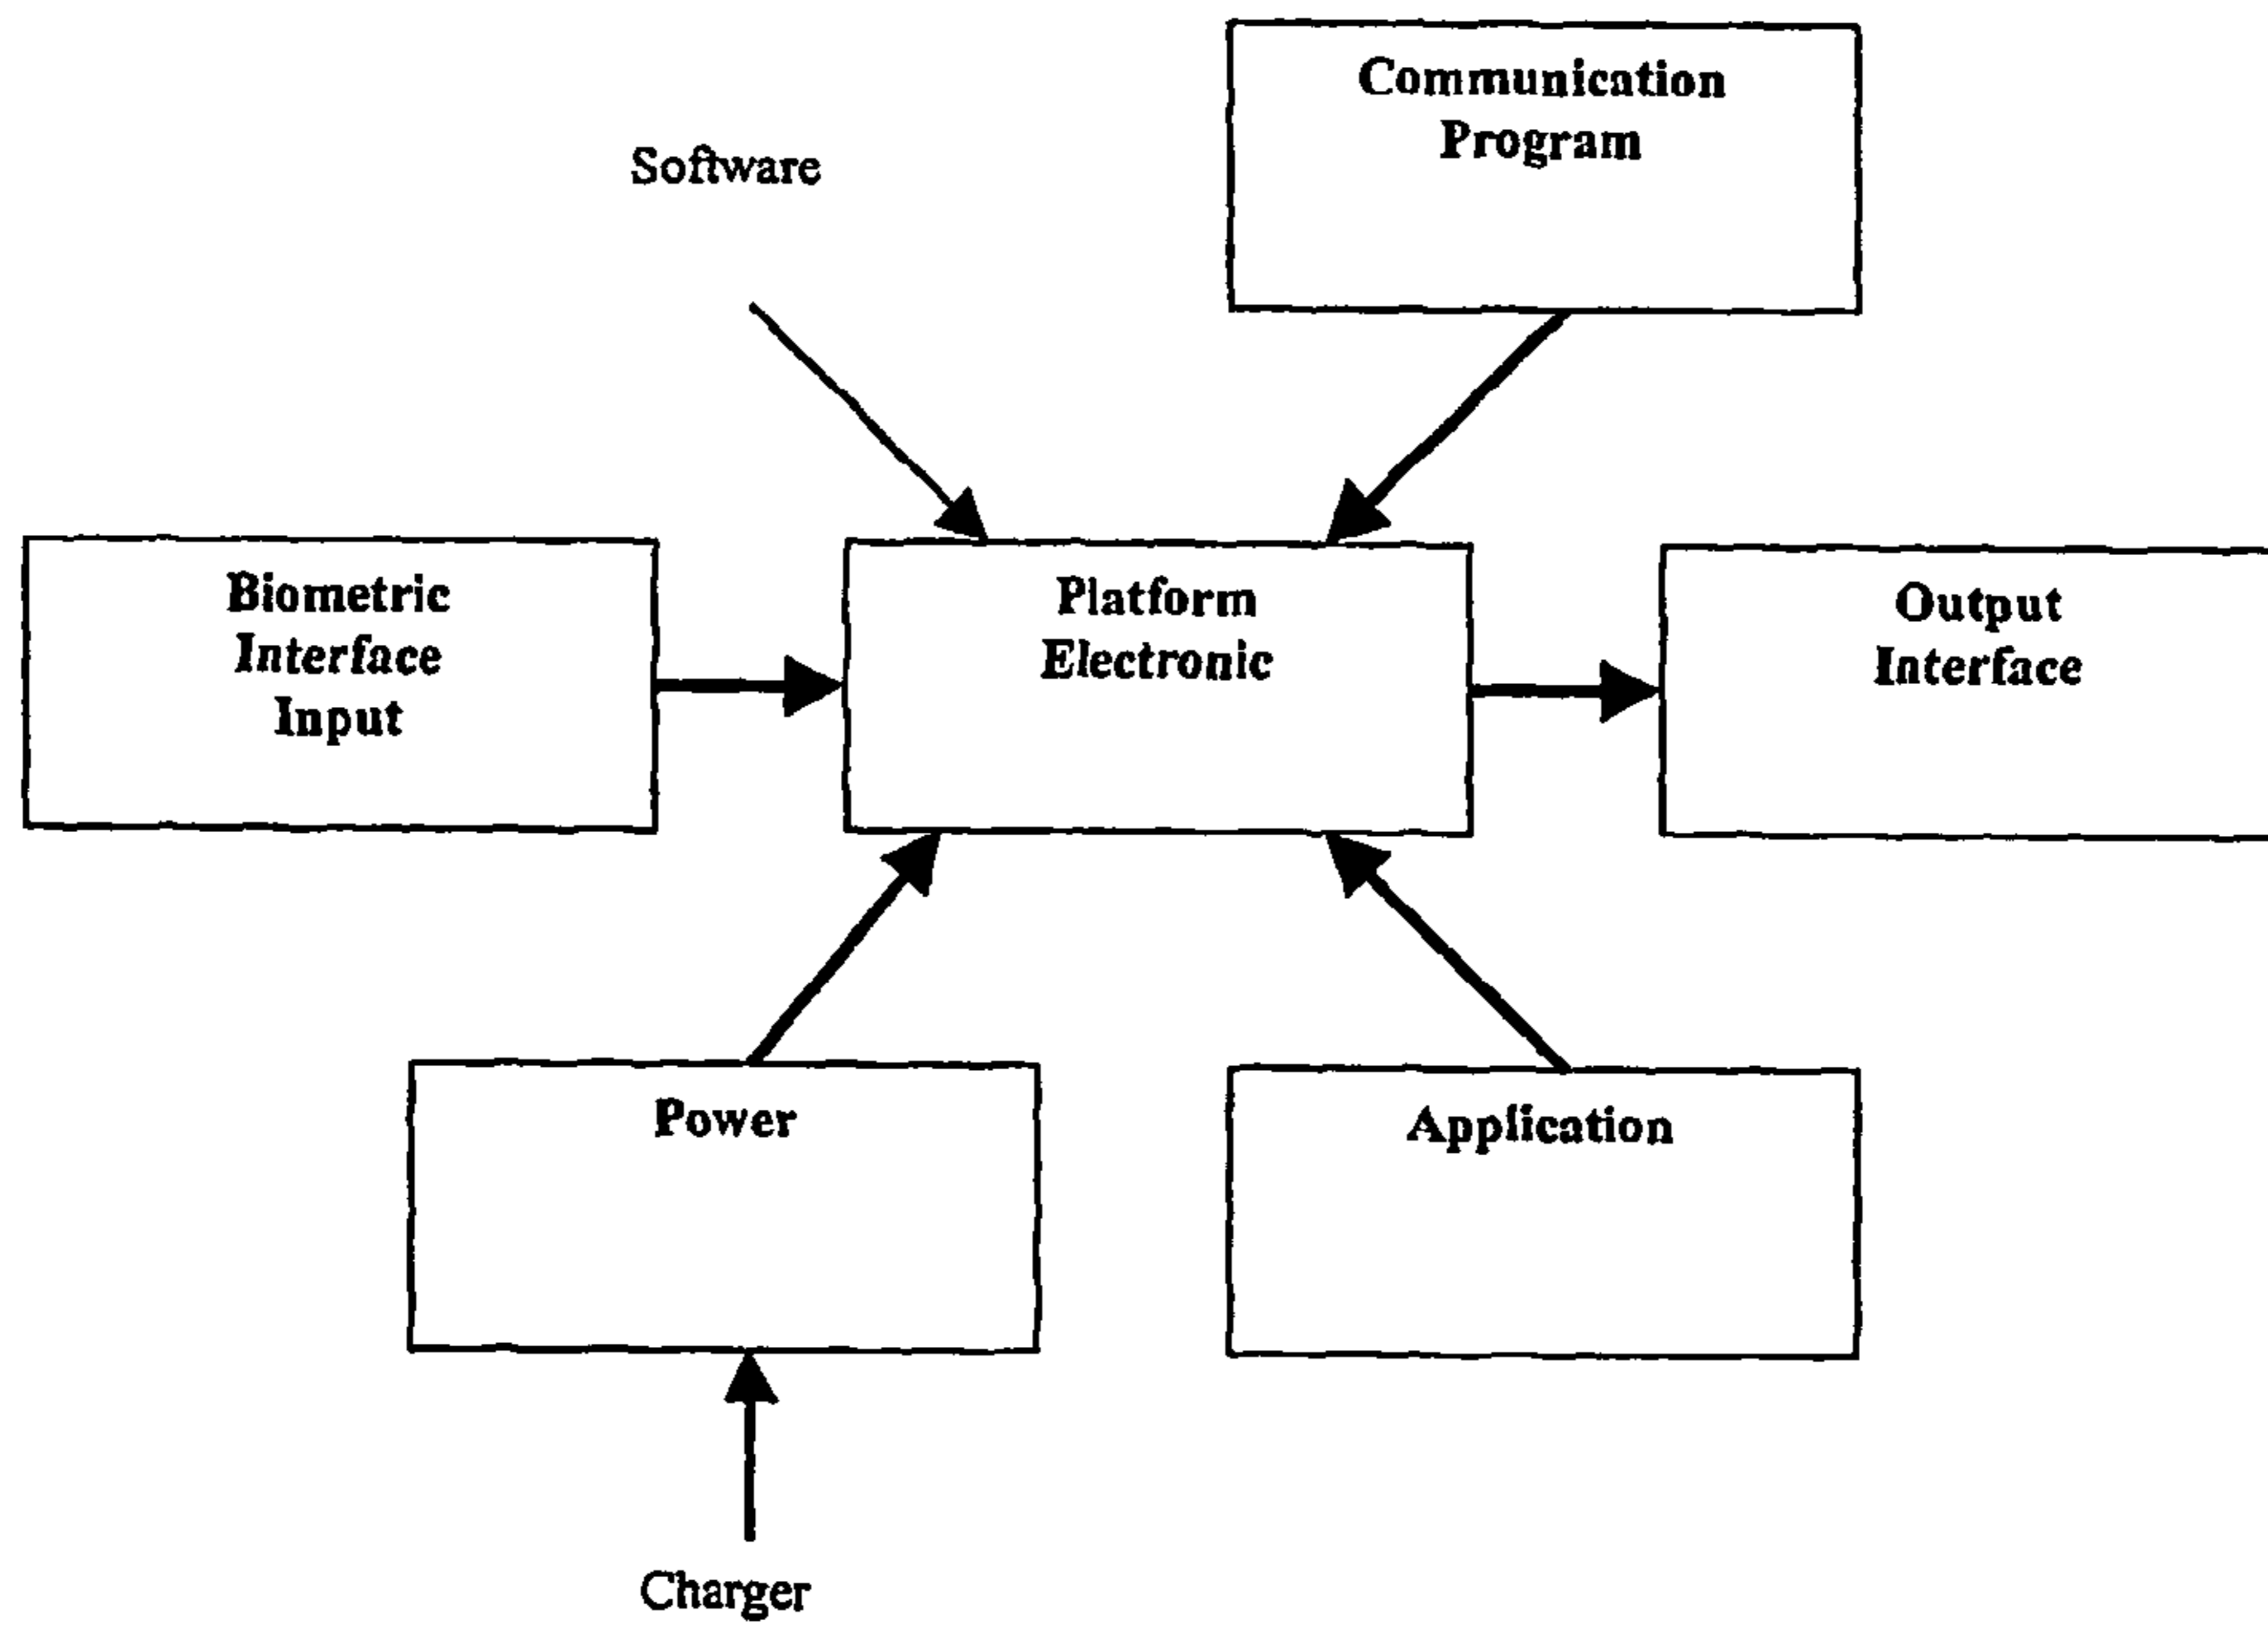 Communication
Program
Software
Biometric
Interface
Input
Platform
Electronic
Output
Interface
Power
Application
Charger